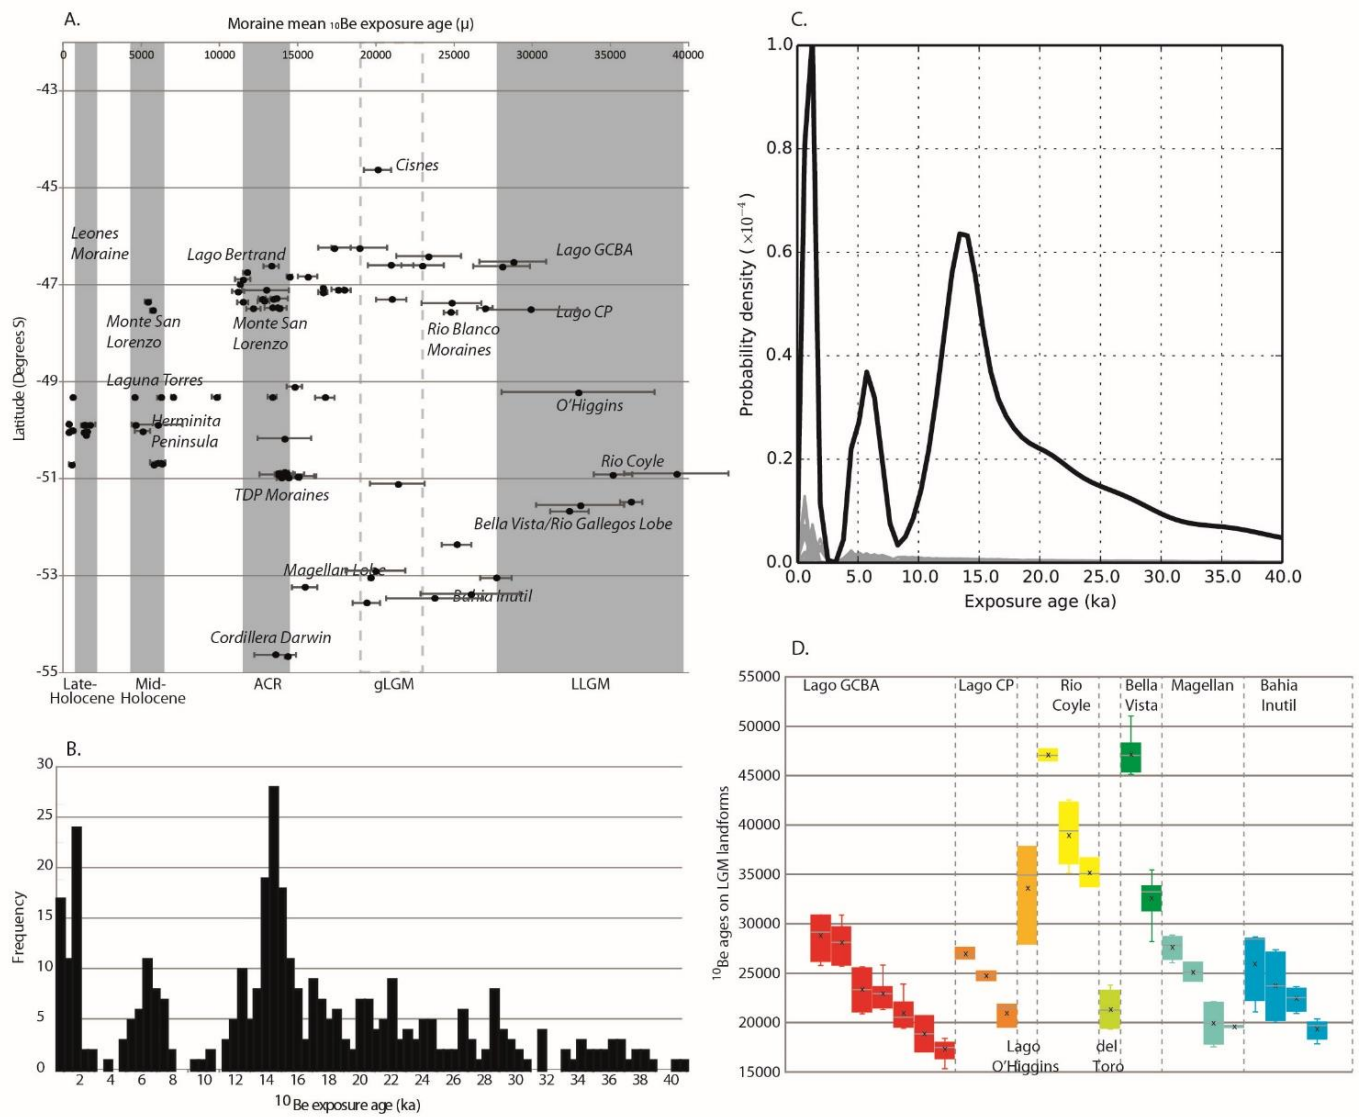 A.
Moraine mean ₁₀Be exposure age (μ)
0 5000 10000 15000 20000 25000 30000 35000 40000
Latitude (Degrees S)
-43
-45
-47
-49
-51
-53
-55
Cisnes
Leones
Moraine
Lago Bertrand
Lago GCBA
Monte San
Lorenzo
Monte San
Lorenzo
Rio Blanco
Moraines
Lago CP
Laguna Torres
O'Higgins
Herminita
Peninsula
Rio Coyle
TDP Moraines
Bella Vista/Rio Gallegos Lobe
Magellan Lobe
Bahia Inutil
Cordillera Darwin
Late-
Holocene
Mid-
Holocene
ACR
gLGM
LLGM
B.
Frequency
30
25
20
15
10
5
0
2 4 6 8 10 12 14 16 18 20 22 24 26 28 30 32 34 36 38 40
¹⁰Be exposure age (ka)
C.
Probability density ( ×10⁻⁴ )
1.0
0.8
0.6
0.4
0.2
0.0
0.0 5.0 10.0 15.0 20.0 25.0 30.0 35.0 40.0
Exposure age (ka)
D.
¹⁰Be ages on LGM landforms
55000
50000
45000
40000
35000
30000
25000
20000
15000
Lago GCBA
Lago CP
Rio
Coyle
Bella
Vista
Magellan
Bahia
Inutil
Lago
O'Higgins
del
Toro